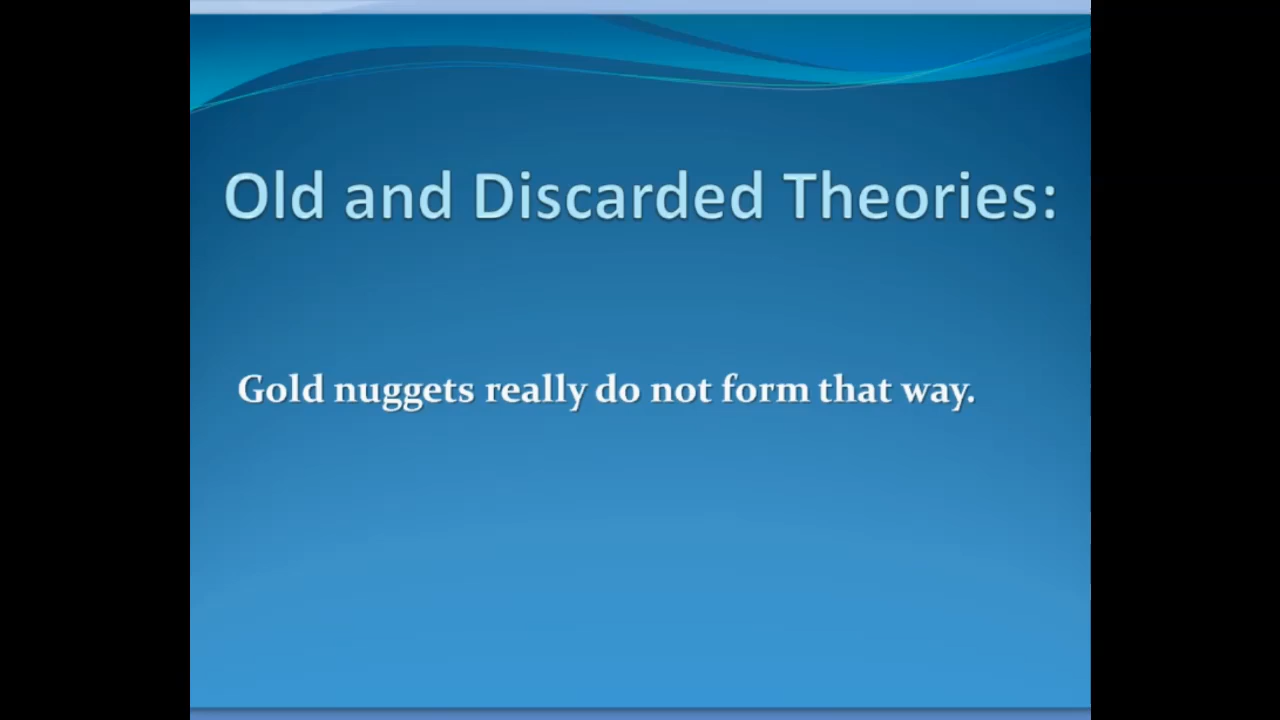 Old and Discarded Theories:
Gold nuggets really do not form that way.